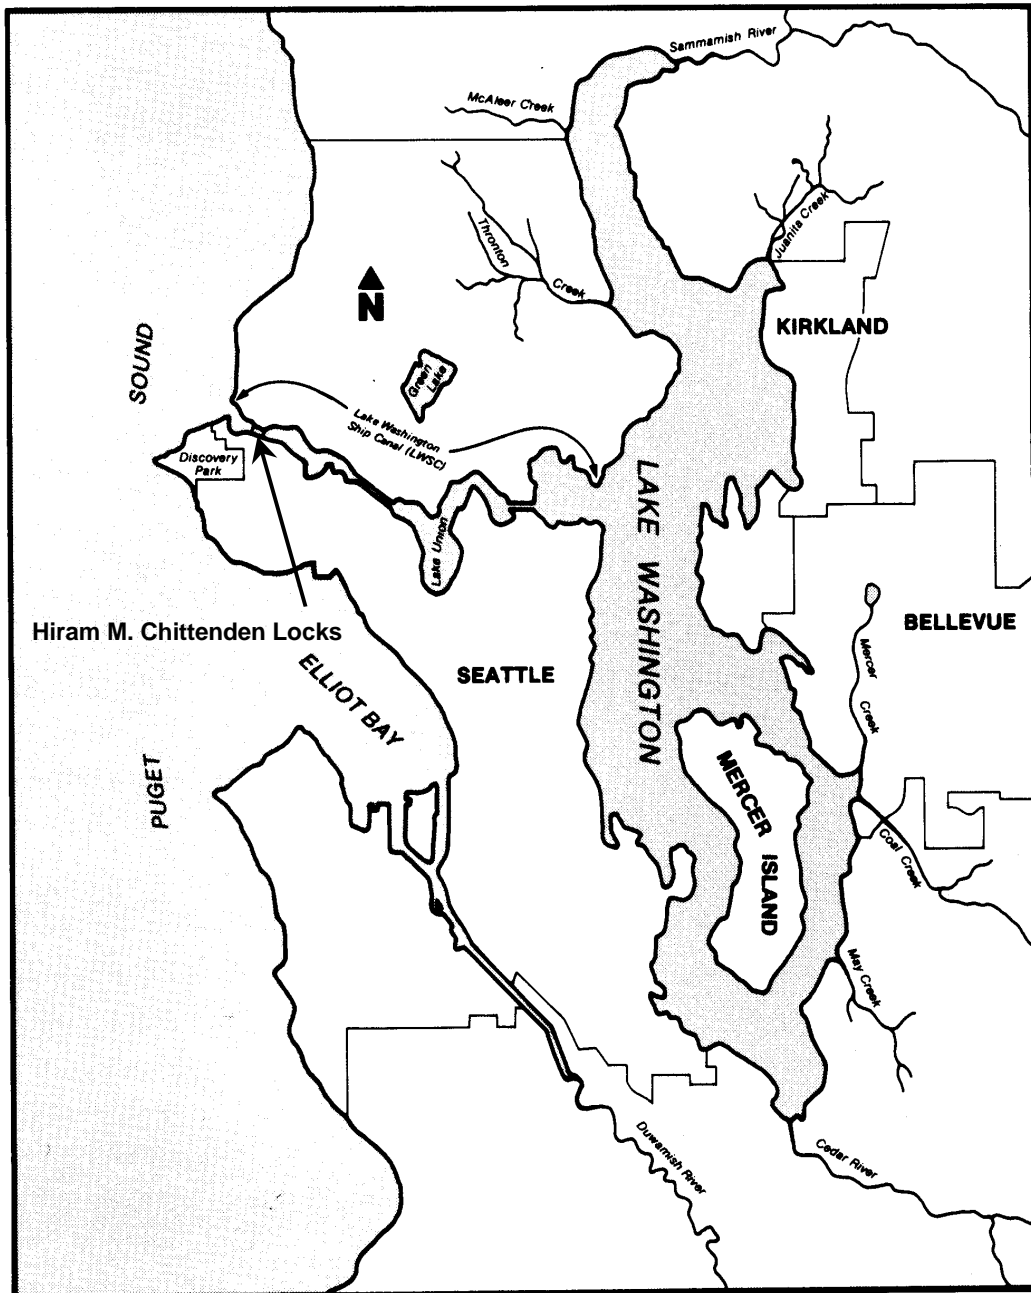 Sammamish River
McAleer Creek
Juanita Creek
Thronton
Creek
N
KIRKLAND
SOUND
Green
Lake
Lake Washington
Ship Canal (LWSC)
Discovery
Park
LAKE WASHINGTON
Lake Union
Hiram M. Chittenden Locks
BELLEVUE
Mercer
Creek
SEATTLE
ELLIOT BAY
PUGET
MERCER
ISLAND
Coal Creek
May Creek
Duwamish River
Cedar River